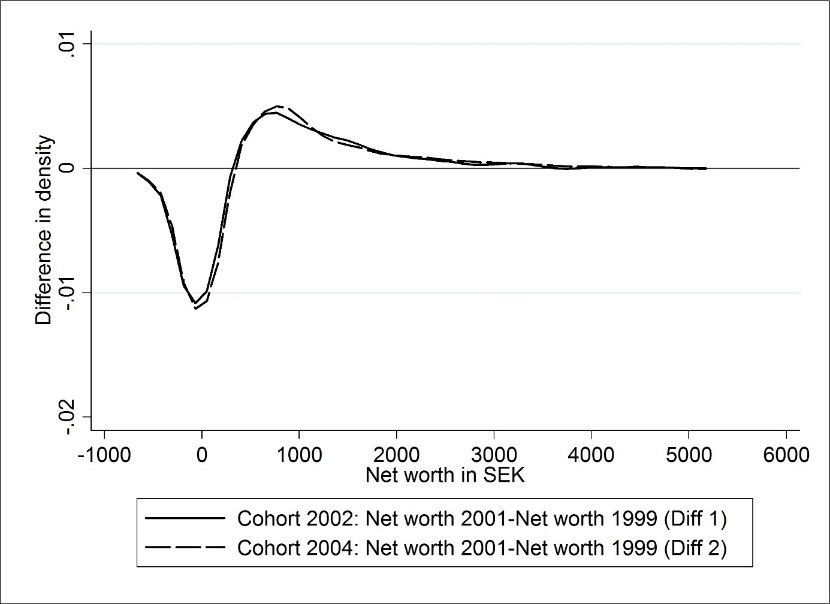 .01
0
-.01
-.02
Difference in density
-1000 0 1000 2000 3000 4000 5000 6000
Net worth in SEK
Cohort 2002: Net worth 2001-Net worth 1999 (Diff 1)
Cohort 2004: Net worth 2001-Net worth 1999 (Diff 2)